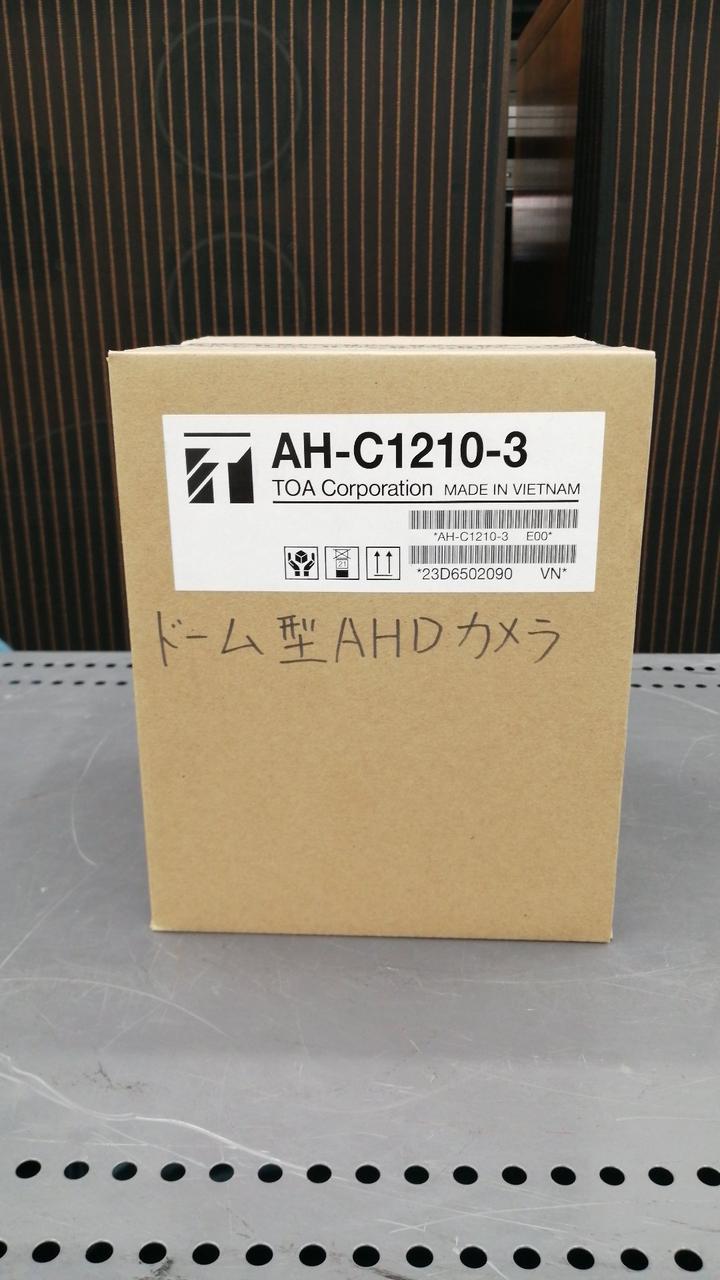 AH-C1210-3
TOA Corporation MADE IN VIETNAM
*AH-C1210-3 E00*
21
*23D6502090 VN*
ドーム型AHDカメラ